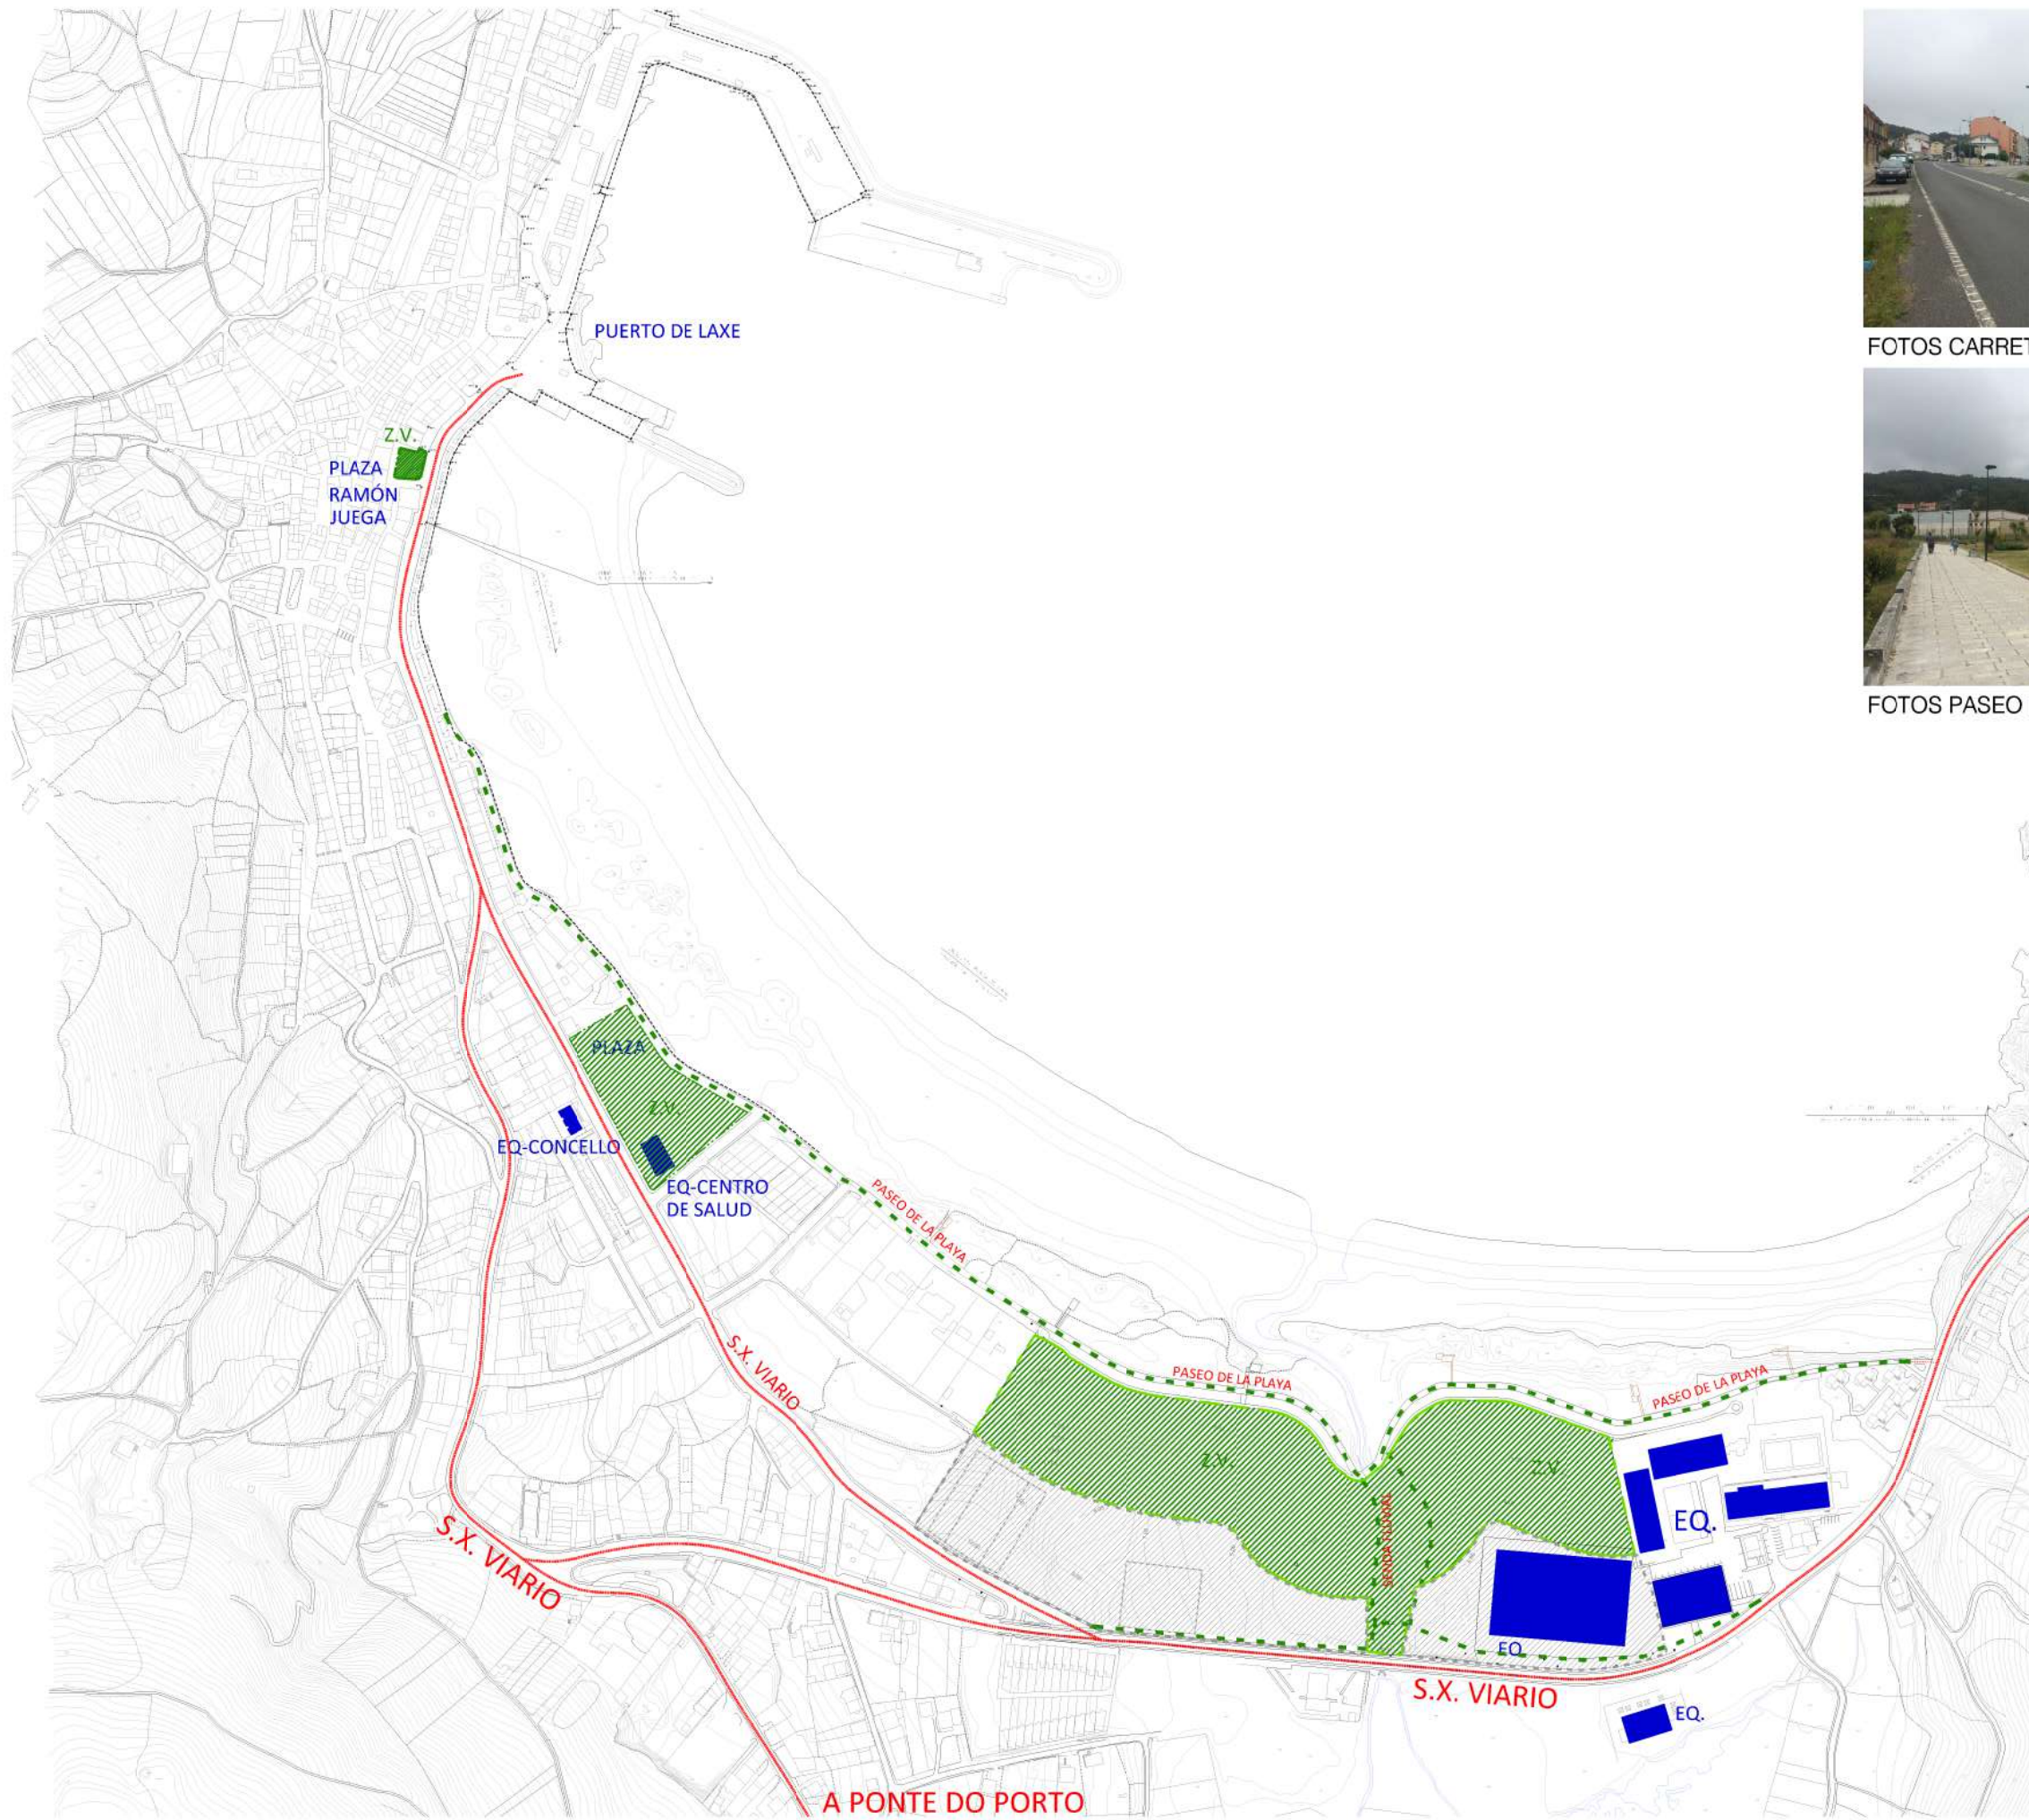 FOTOS CARRET
PUERTO DE LAXE
Z.V.
PLAZA
RAMÓN
JUEGA
FOTOS PASEO
PLAZA
Z.V.
EQ-CONCELLO
EQ-CENTRO
DE SALUD
PASEO DE LA PLAYA
S.X. VIARIO
PASEO DE LA PLAYA
PASEO DE LA PLAYA
Z.V.
Z.V
EQ.
SENDA FLUVIAL
S.X. VIARIO
EQ
S.X. VIARIO
EQ.
A PONTE DO PORTO